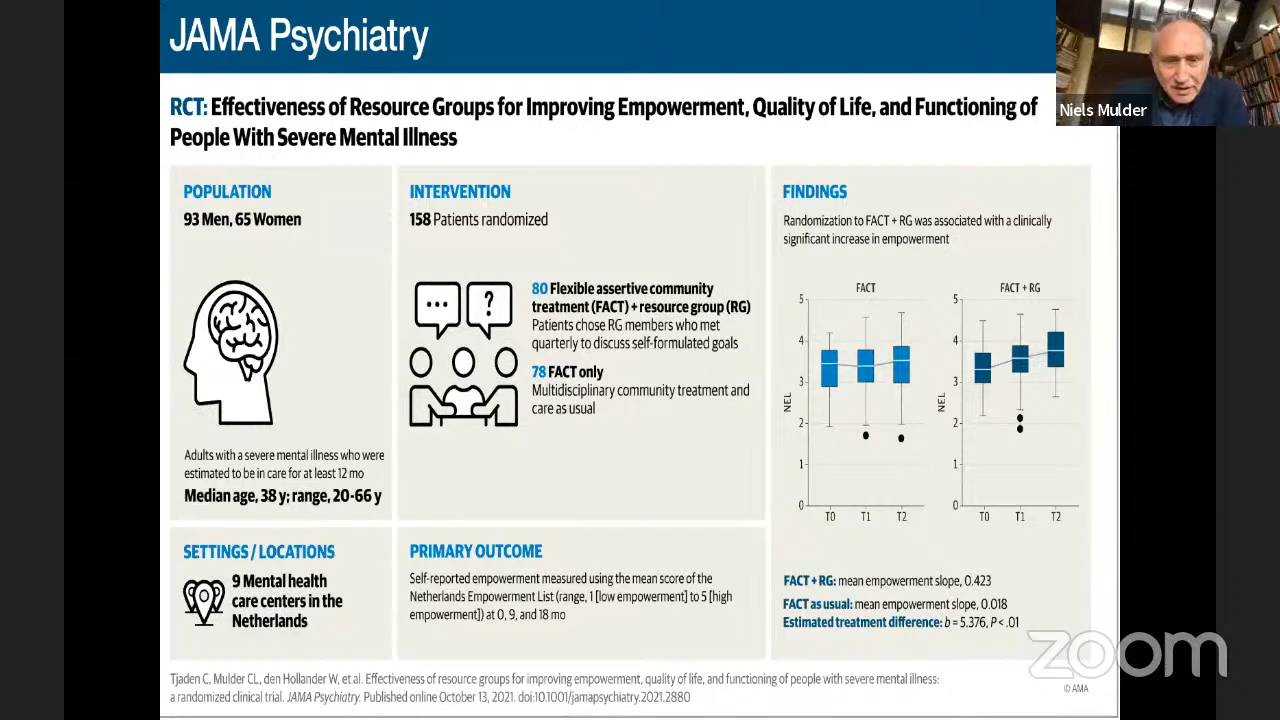 JAMA Psychiatry
Niels Mulder
RCT: Effectiveness of Resource Groups for Improving Empowerment, Quality of Life, and Functioning of
People With Severe Mental Illness
POPULATION
93 Men, 65 Women
Adults with a severe mental illness who were
estimated to be in care for at least 12 mo
Median age, 38 y; range, 20-66 y
INTERVENTION
158 Patients randomized
... ?
80 Flexible assertive community
treatment (FACT) + resource group (RG)
Patients chose RG members who met
quarterly to discuss self-formulated goals
78 FACT only
Multidisciplinary community treatment and
care as usual
FINDINGS
Randomization to FACT + RG was associated with a clinically
significant increase in empowerment
FACT
5
4
3
2
1
0
NEL
T0 T1 T2
FACT + RG
5
4
3
2
1
0
NEL
T0 T1 T2
FACT + RG: mean empowerment slope, 0.423
FACT as usual: mean empowerment slope, 0.018
Estimated treatment difference: b = 5.376, P < .01
SETTINGS / LOCATIONS
9 Mental health
care centers in the
Netherlands
PRIMARY OUTCOME
Self-reported empowerment measured using the mean score of the
Netherlands Empowerment List (range, 1 [low empowerment] to 5 [high
empowerment]) at 0, 9, and 18 mo
zoom
Tjaden C, Mulder CL, den Hollander W, et al. Effectiveness of resource groups for improving empowerment, quality of life, and functioning of people with severe mental illness:
a randomized clinical trial. JAMA Psychiatry. Published online October 13, 2021. doi:10.1001/jamapsychiatry.2021.2880
© AMA